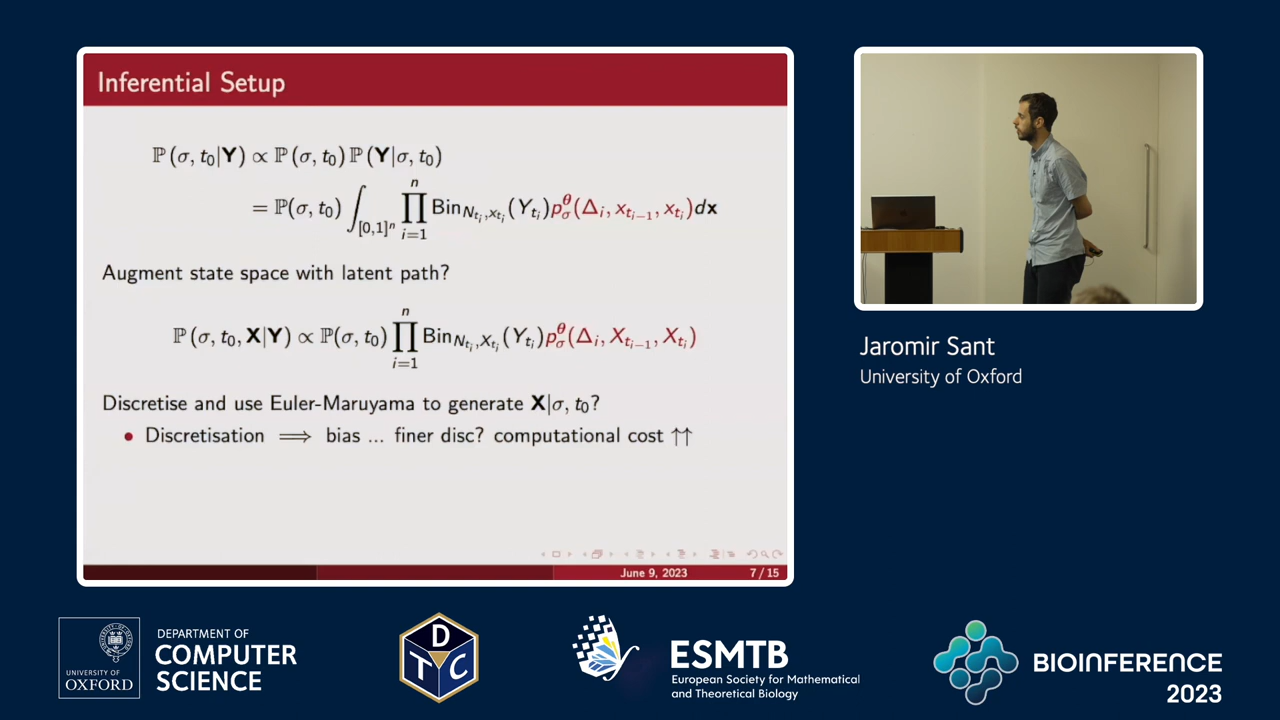 Inferential Setup
ℙ (σ, t₀|Y) ∝ ℙ (σ, t₀) ℙ (Y|σ, t₀)
= ℙ(σ, t₀) ∫_{[0,1]ⁿ} ∏_{i=1}^{n} Bin_{N_{t_i}, x_{t_i}}(Y_{t_i}) p_σ^θ(Δ_i, x_{t_{i−1}}, x_{t_i}) dx
Augment state space with latent path?
ℙ (σ, t₀, X|Y) ∝ ℙ(σ, t₀) ∏_{i=1}^{n} Bin_{N_{t_i}, X_{t_i}}(Y_{t_i}) p_σ^θ(Δ_i, X_{t_{i−1}}, X_{t_i})
Discretise and use Euler-Maruyama to generate X|σ, t₀?
• Discretisation ⟹ bias ... finer disc? computational cost ↑↑
June 9, 2023 7 / 15
Jaromir Sant
University of Oxford
UNIVERSITY OF
OXFORD
DEPARTMENT OF
COMPUTER
SCIENCE
D
T C
ESMTB
European Society for Mathematical
and Theoretical Biology
BIOINFERENCE
2023